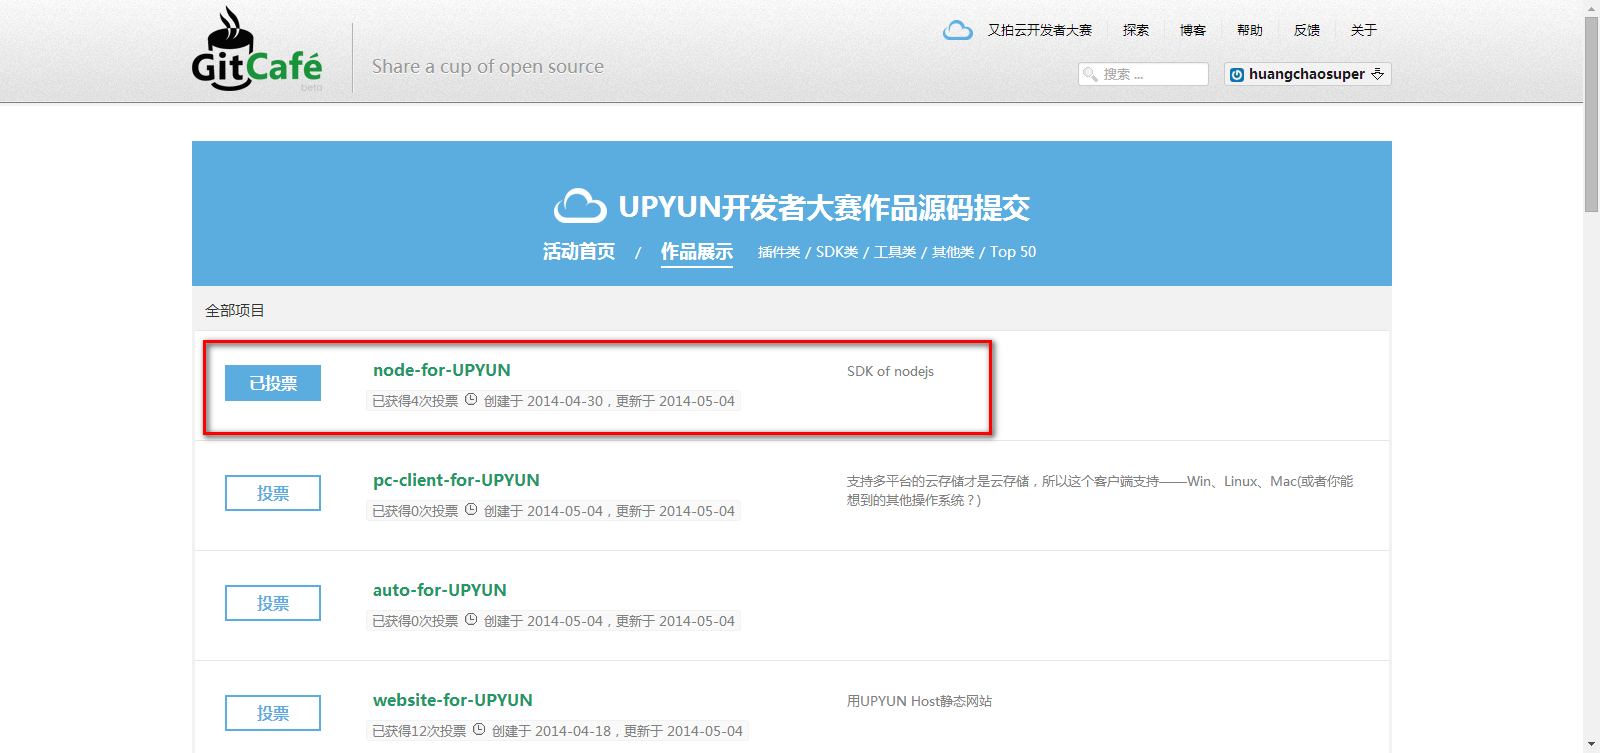 GitCafé
beta
Share a cup of open source
又拍云开发者大赛 探索 博客 帮助 反馈 关于
搜索 ...
huangchaosuper
UPYUN开发者大赛作品源码提交
活动首页 / 作品展示 插件类 / SDK类 / 工具类 / 其他类 / Top 50
全部项目
已投票
node-for-UPYUN
SDK of nodejs
已获得4次投票 创建于 2014-04-30，更新于 2014-05-04
投票
pc-client-for-UPYUN
支持多平台的云存储才是云存储，所以这个客户端支持——Win、Linux、Mac(或者你能
想到的其他操作系统？)
已获得0次投票 创建于 2014-05-04，更新于 2014-05-04
投票
auto-for-UPYUN
已获得0次投票 创建于 2014-05-04，更新于 2014-05-04
投票
website-for-UPYUN
用UPYUN Host静态网站
已获得12次投票 创建于 2014-04-18，更新于 2014-05-04